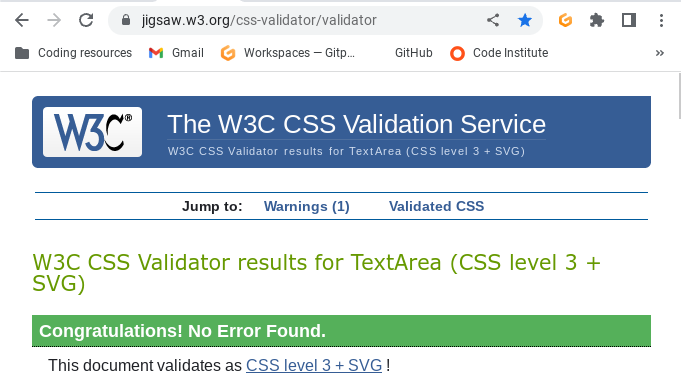 jigsaw.w3.org/css-validator/validator
Coding resources Gmail Workspaces — Gitp... GitHub Code Institute »
W3C®
The W3C CSS Validation Service
W3C CSS Validator results for TextArea (CSS level 3 + SVG)
Jump to: Warnings (1) Validated CSS
W3C CSS Validator results for TextArea (CSS level 3 +
SVG)
Congratulations! No Error Found.
This document validates as CSS level 3 + SVG !